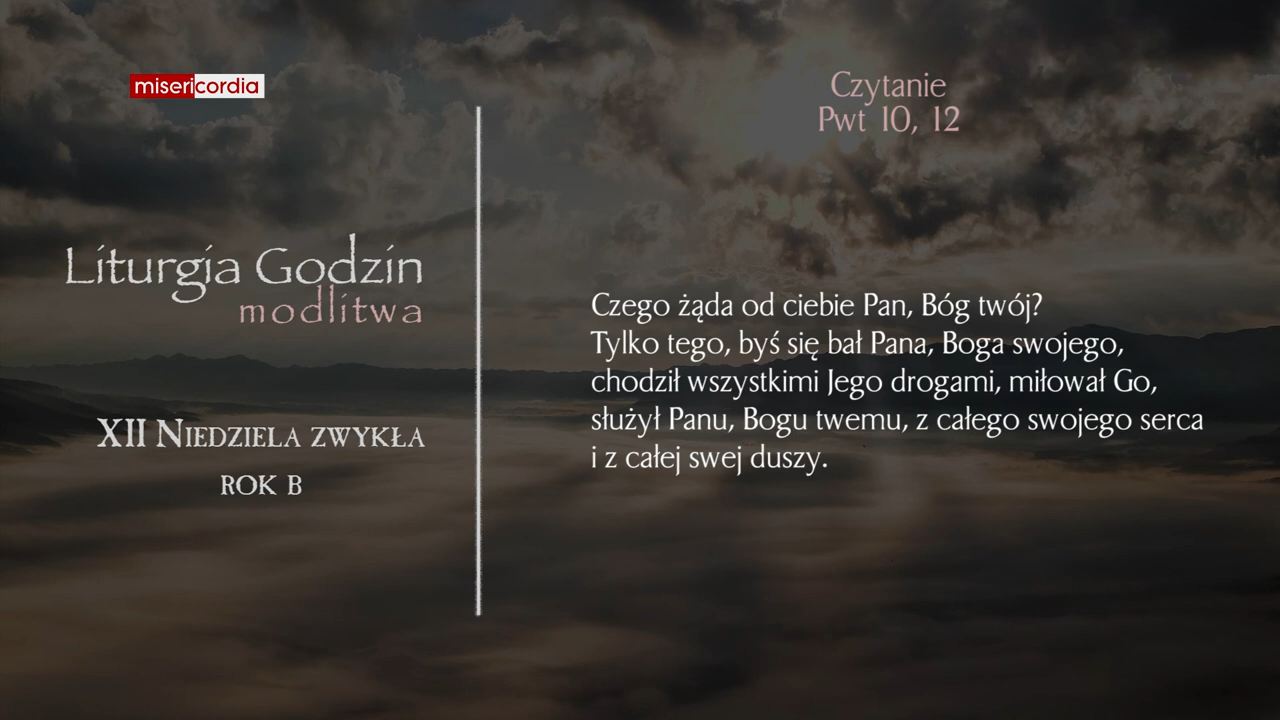 misericordia
Liturgia Godzin
modlitwa
XII Niedziela zwykła
rok B
Czytanie
Pwt 10, 12
Czego żąda od ciebie Pan, Bóg twój?
Tylko tego, byś się bał Pana, Boga swojego,
chodził wszystkimi Jego drogami, miłował Go,
służył Panu, Bogu twemu, z całego swojego serca
i z całej swej duszy.